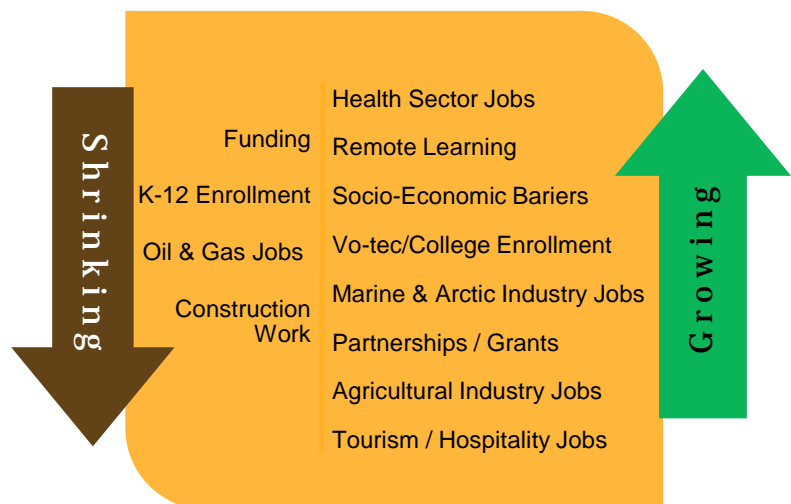 Shrinking
Funding
K-12 Enrollment
Oil & Gas Jobs
Construction
Work
Health Sector Jobs
Remote Learning
Socio-Economic Bariers
Vo-tec/College Enrollment
Marine & Arctic Industry Jobs
Partnerships / Grants
Agricultural Industry Jobs
Tourism / Hospitality Jobs
Growing